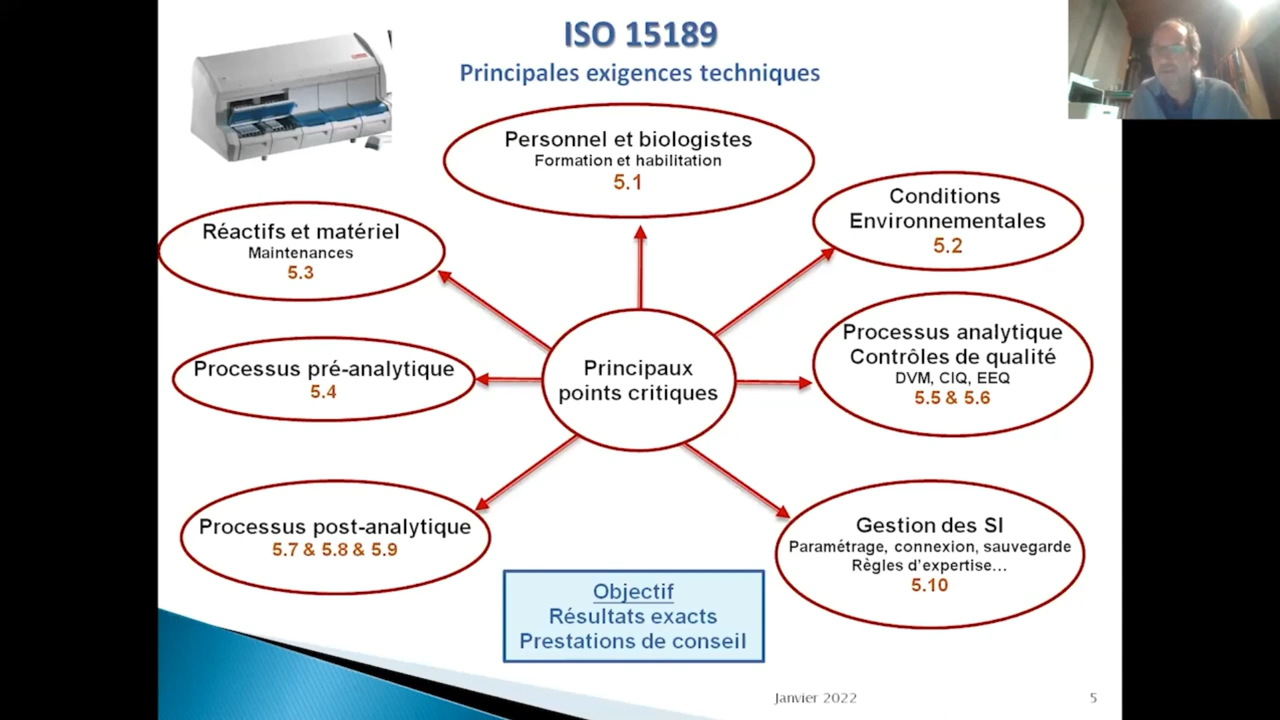 ISO 15189
Principales exigences techniques
Personnel et biologistes
Formation et habilitation
5.1
Conditions
Environnementales
5.2
Réactifs et matériel
Maintenances
5.3
Processus analytique
Contrôles de qualité
DVM, CIQ, EEQ
5.5 & 5.6
Processus pré-analytique
5.4
Principaux
points critiques
Processus post-analytique
5.7 & 5.8 & 5.9
Gestion des SI
Paramétrage, connexion, sauvegarde
Règles d'expertise...
5.10
Objectif
Résultats exacts
Prestations de conseil
Janvier 2022
5